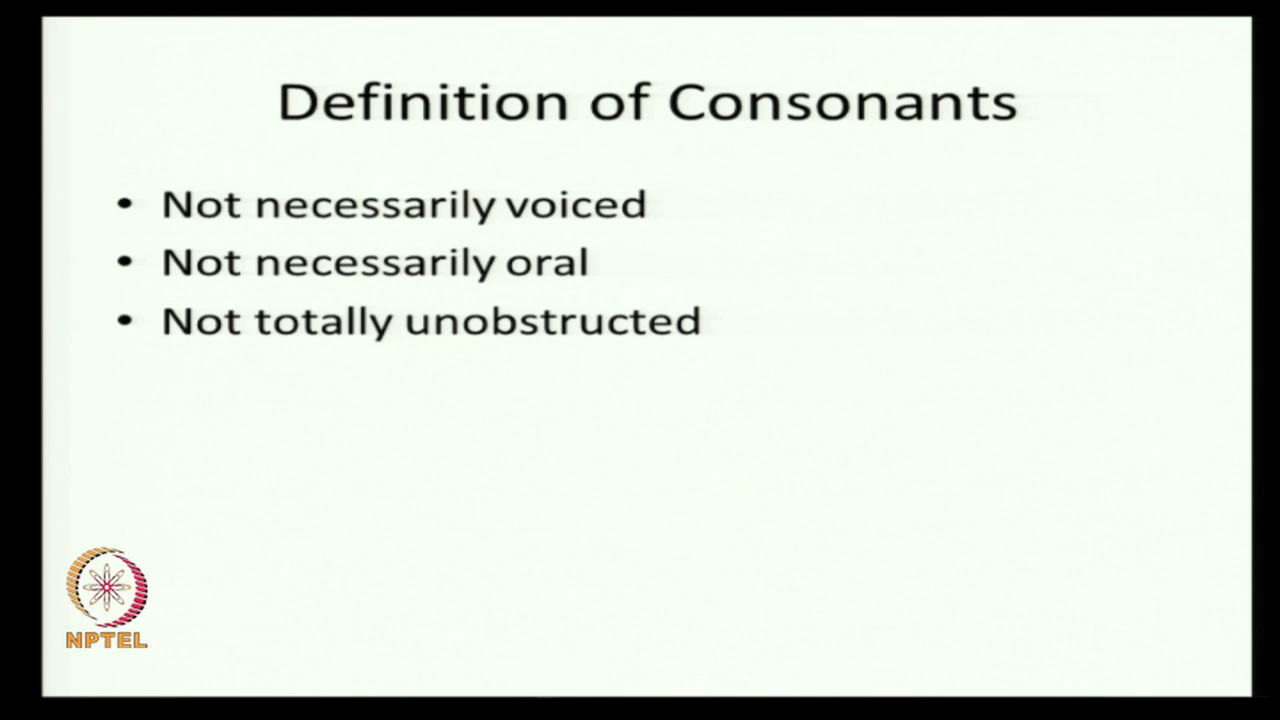 Definition of Consonants
• Not necessarily voiced
• Not necessarily oral
• Not totally unobstructed
NPTEL